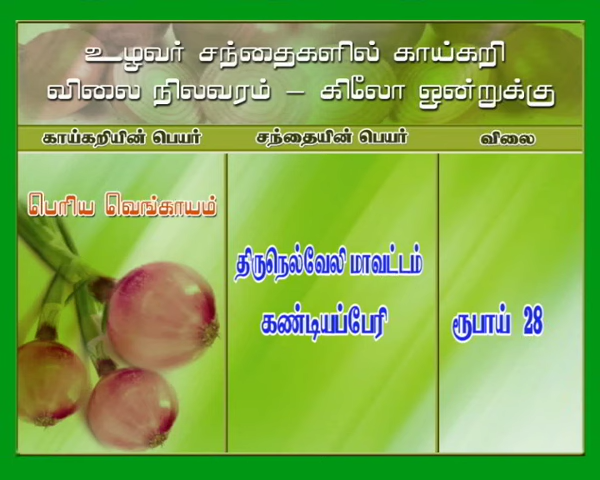 உழவர் சந்தைகளில் காய்கறி
விலை நிலவரம் – கிலோ ஒன்றுக்கு
காய்கறியின் பெயர் சந்தையின் பெயர் விலை
பெரிய வெங்காயம்
திருநெல்வேலி மாவட்டம்
கண்டியப்பேரி ரூபாய் 28